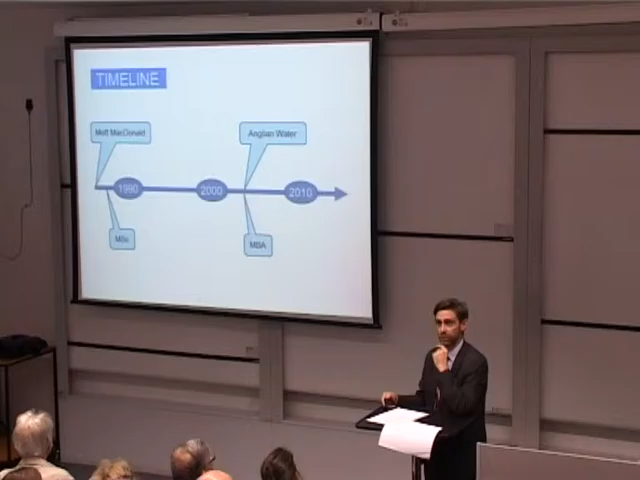 TIMELINE
Mott MacDonald
Anglian Water
1990
2000
2010
MSc
MBA